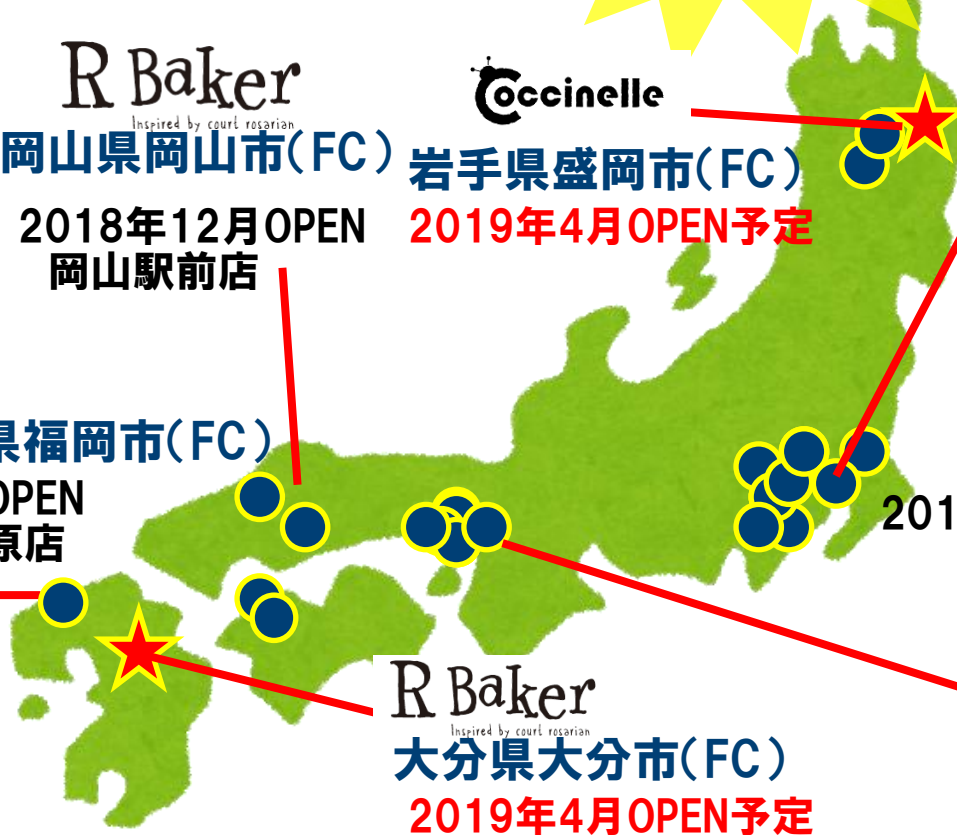 R Baker
Inspired by court rosarian
岡山県岡山市(FC)
2018年12月OPEN
岡山駅前店
Coccinelle
岩手県盛岡市(FC)
2019年4月OPEN予定
県福岡市(FC)
OPEN
原店
201
R Baker
Inspired by court rosarian
大分県大分市(FC)
2019年4月OPEN予定